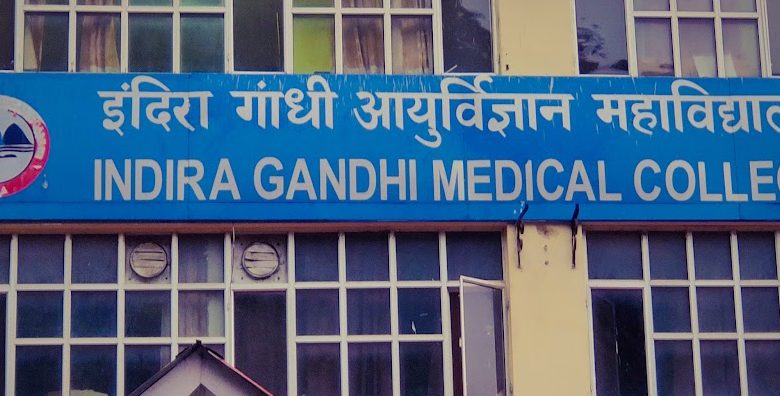 इंदिरा गांधी आयुर्विज्ञान महाविद्याल
INDIRA GANDHI MEDICAL COLLEG